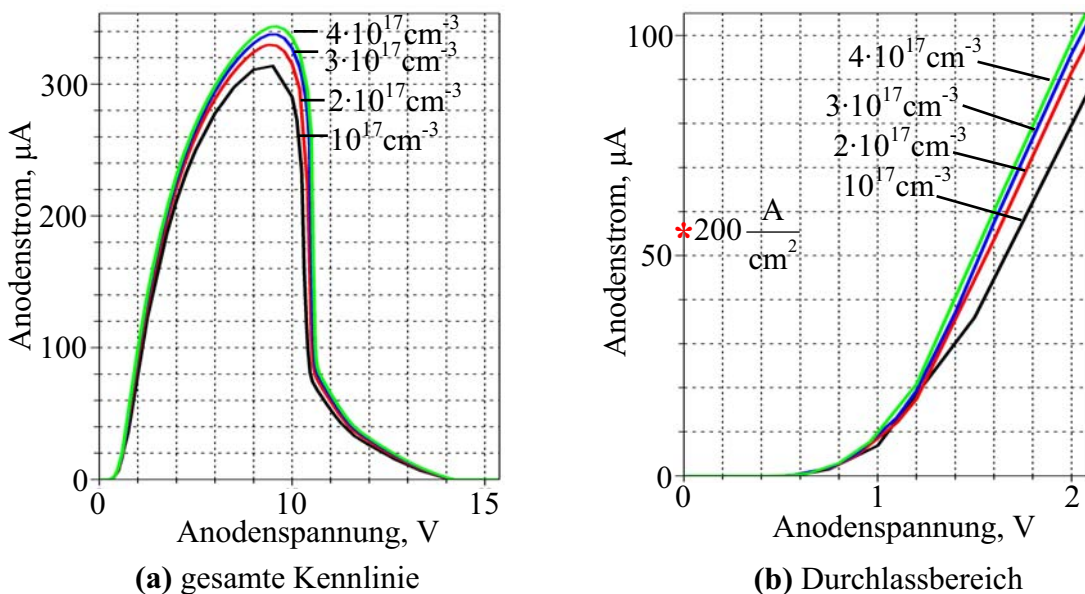 4·10¹⁷cm⁻³
3·10¹⁷cm⁻³
2·10¹⁷cm⁻³
10¹⁷cm⁻³
300
200
100
0
0
10
15
Anodenstrom, µA
Anodenspannung, V
(a) gesamte Kennlinie
100
50
0
0
1
2
4·10¹⁷cm⁻³
3·10¹⁷cm⁻³
2·10¹⁷cm⁻³
10¹⁷cm⁻³
*200 A/cm²
Anodenstrom, µA
Anodenspannung, V
(b) Durchlassbereich